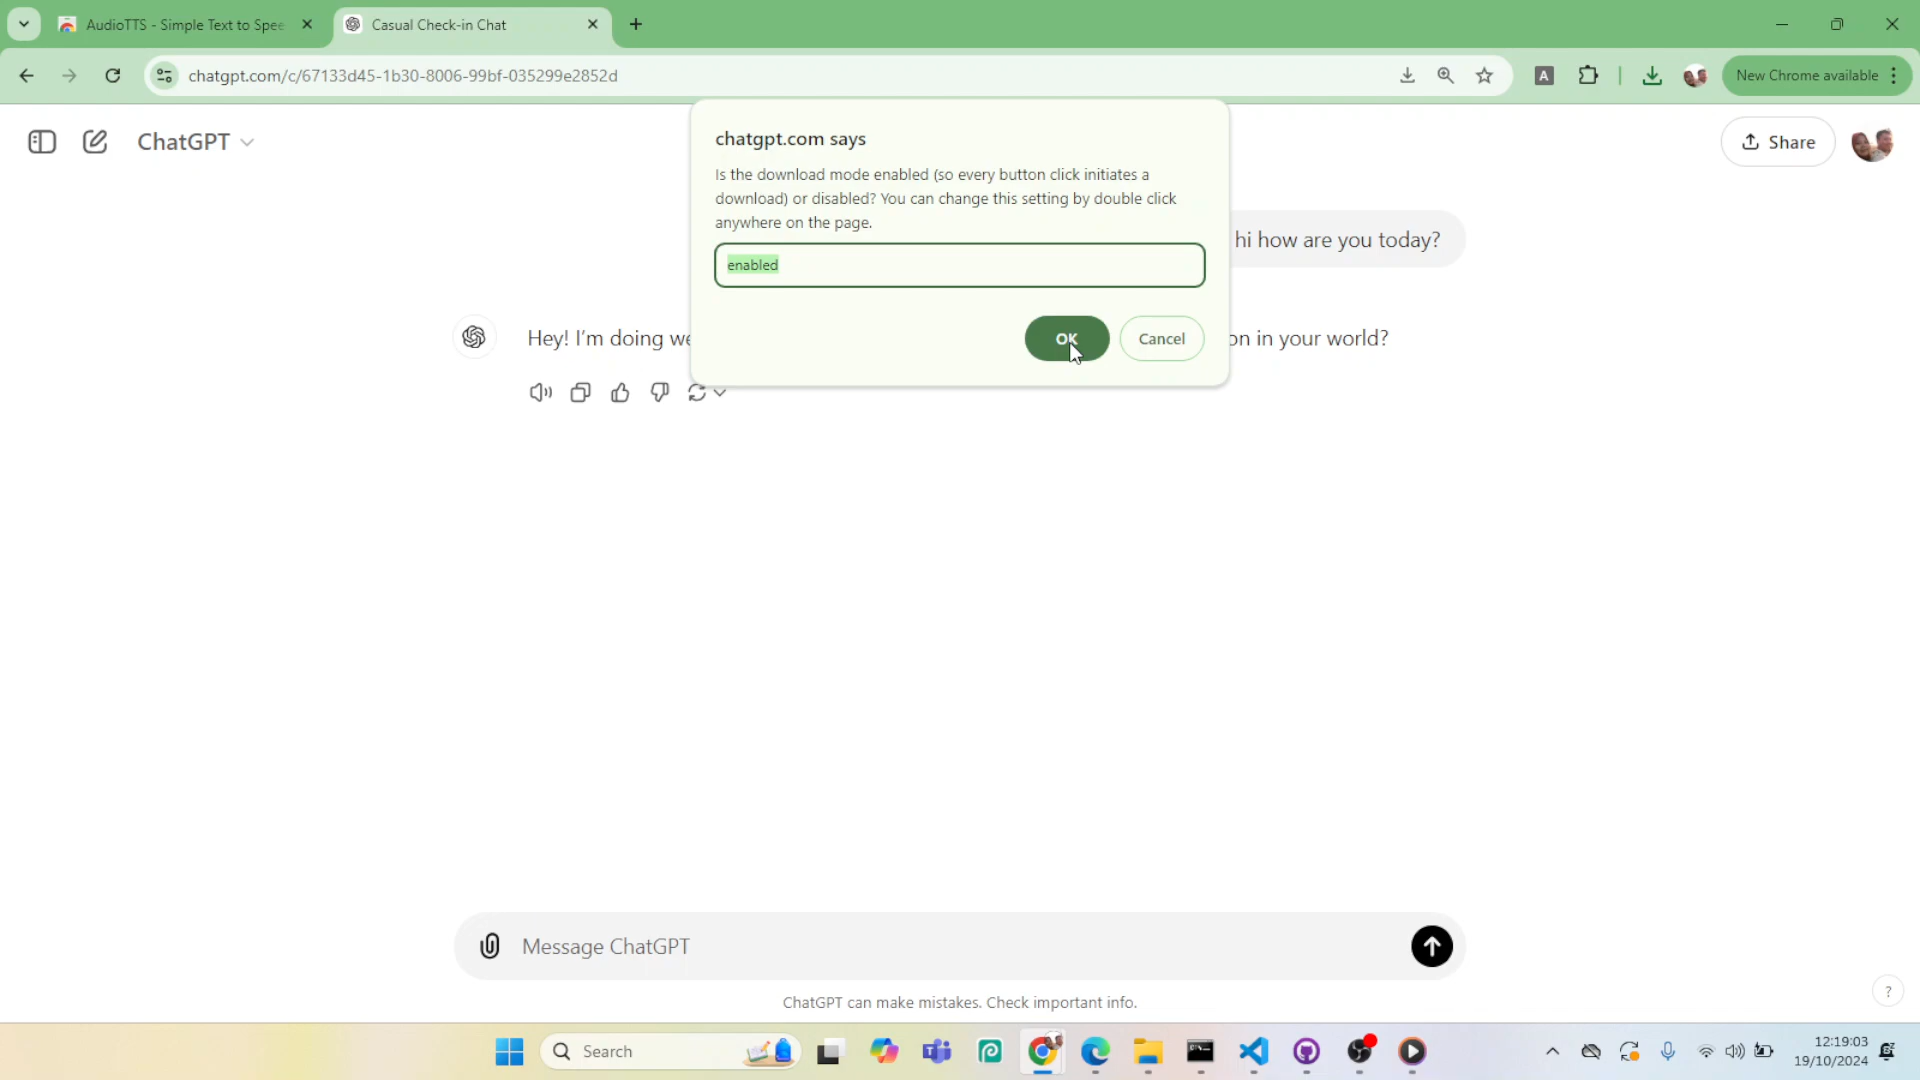 AudioTTS - Simple Text to Spee
Casual Check-in Chat
chatgpt.com/c/67133d45-1b30-8006-99bf-035299e2852d
A
New Chrome available
ChatGPT
Share
chatgpt.com says
Is the download mode enabled (so every button click initiates a
download) or disabled? You can change this setting by double click
anywhere on the page.
enabled
OK
Cancel
hi how are you today?
Hey! I'm doing we
on in your world?
Message ChatGPT
ChatGPT can make mistakes. Check important info.
?
Search
12:19:03
19/10/2024